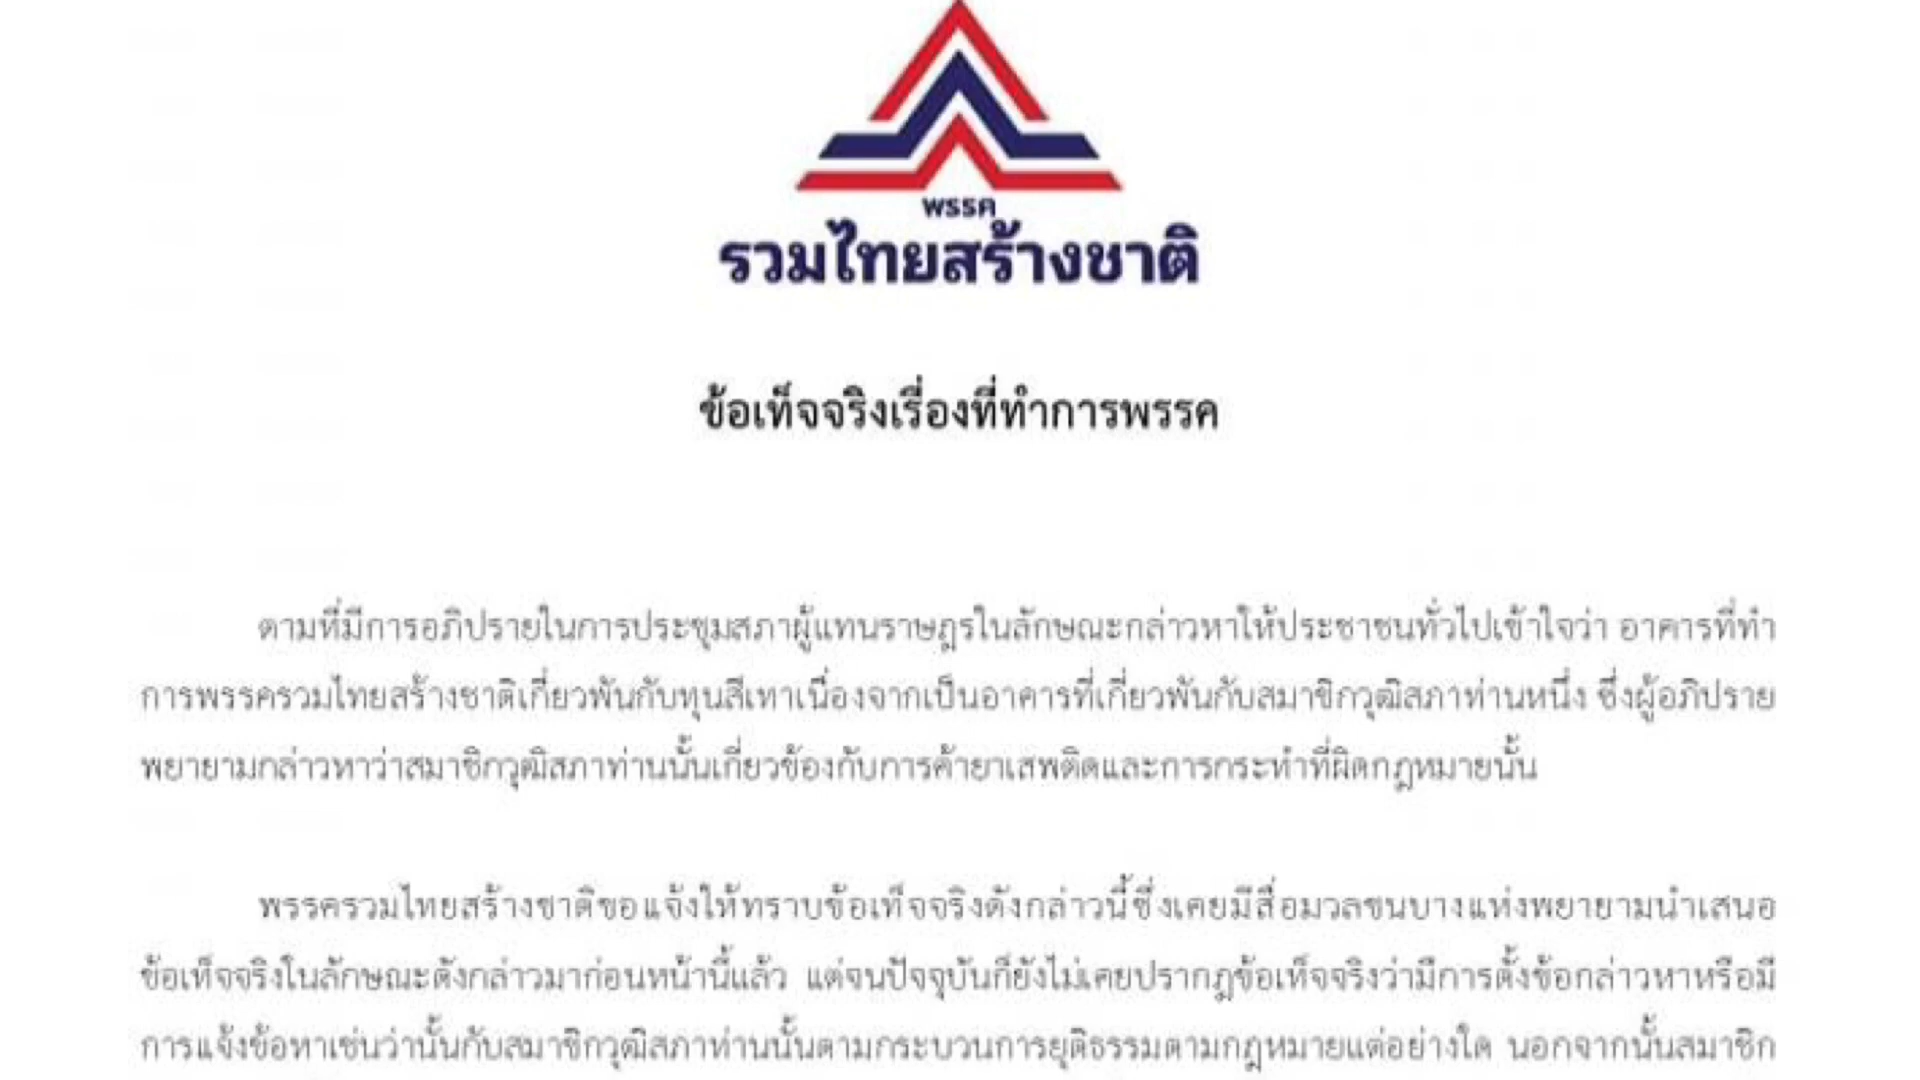 พรรค
รวมไทยสร้างชาติ
ข้อเท็จจริงเรื่องที่ทำการพรรค
ตามที่มีการอภิปรายในการประชุมสภาผู้แทนราษฎรในลักษณะกล่าวหาให้ประชาชนทั่วไปเข้าใจว่า อาคารที่ทำ
การพรรครวมไทยสร้างชาติเกี่ยวพันกับทุนสีเทาเนื่องจากเป็นอาคารที่เกี่ยวพันกับสมาชิกวุฒิสภาท่านหนึ่ง ซึ่งผู้อภิปราย
พยายามกล่าวหาว่าสมาชิกวุฒิสภาท่านนั้นเกี่ยวข้องกับการค้ายาเสพติดและการกระทำที่ผิดกฎหมายนั้น
พรรครวมไทยสร้างชาติขอแจ้งให้ทราบข้อเท็จจริงดังกล่าวนี้ซึ่งเคยมีสื่อมวลชนบางแห่งพยายามนำเสนอ
ข้อเท็จจริงในลักษณะดังกล่าวมาก่อนหน้านี้แล้ว แต่จนปัจจุบันก็ยังไม่เคยปรากฏข้อเท็จจริงว่ามีการตั้งข้อกล่าวหาหรือมี
การแจ้งข้อหาเช่นว่านั้นกับสมาชิกวุฒิสภาท่านนั้นตามกระบวนการยุติธรรมตามกฎหมายแต่อย่างใด นอกจากนั้นสมาชิก